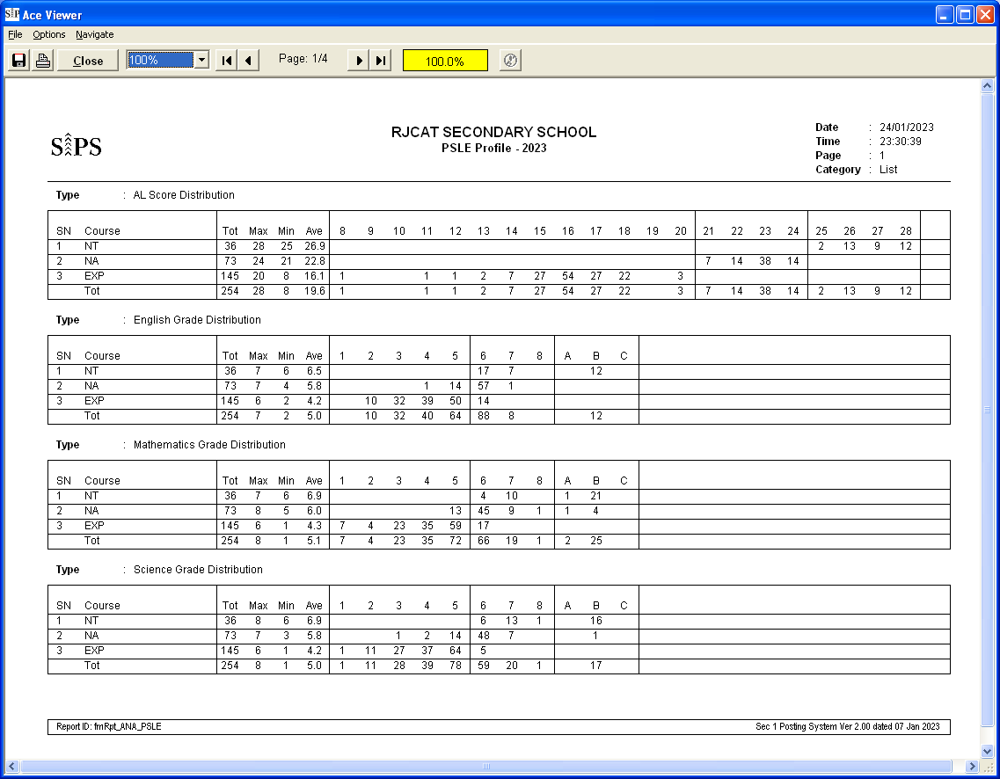 SIPS Ace Viewer
File Options Navigate
Close 100% Page: 1/4 100.0%
SIPS
RJCAT SECONDARY SCHOOL
PSLE Profile - 2023
Date : 24/01/2023
Time : 23:30:39
Page : 1
Category : List
Type : AL Score Distribution
SN Course Tot Max Min Ave 8 9 10 11 12 13 14 15 16 17 18 19 20 21 22 23 24 25 26 27 28
1 NT 36 28 25 26.9 2 13 9 12
2 NA 73 24 21 22.8 7 14 38 14
3 EXP 145 20 8 16.1 1 1 1 2 7 27 54 27 22 3
Tot 254 28 8 19.6 1 1 1 2 7 27 54 27 22 3 7 14 38 14 2 13 9 12
Type : English Grade Distribution
SN Course Tot Max Min Ave 1 2 3 4 5 6 7 8 A B C
1 NT 36 7 6 6.5 17 7 12
2 NA 73 7 4 5.8 1 14 57 1
3 EXP 145 6 2 4.2 10 32 39 50 14
Tot 254 7 2 5.0 10 32 40 64 88 8 12
Type : Mathematics Grade Distribution
SN Course Tot Max Min Ave 1 2 3 4 5 6 7 8 A B C
1 NT 36 7 6 6.9 4 10 1 21
2 NA 73 8 5 6.0 13 45 9 1 1 4
3 EXP 145 6 1 4.3 7 4 23 35 59 17
Tot 254 8 1 5.1 7 4 23 35 72 66 19 1 2 25
Type : Science Grade Distribution
SN Course Tot Max Min Ave 1 2 3 4 5 6 7 8 A B C
1 NT 36 8 6 6.9 6 13 1 16
2 NA 73 7 3 5.8 1 2 14 48 7 1
3 EXP 145 6 1 4.2 1 11 27 37 64 5
Tot 254 8 1 5.0 1 11 28 39 78 59 20 1 17
Report ID: fmRpt_ANA_PSLE Sec 1 Posting System Ver 2.00 dated 07 Jan 2023